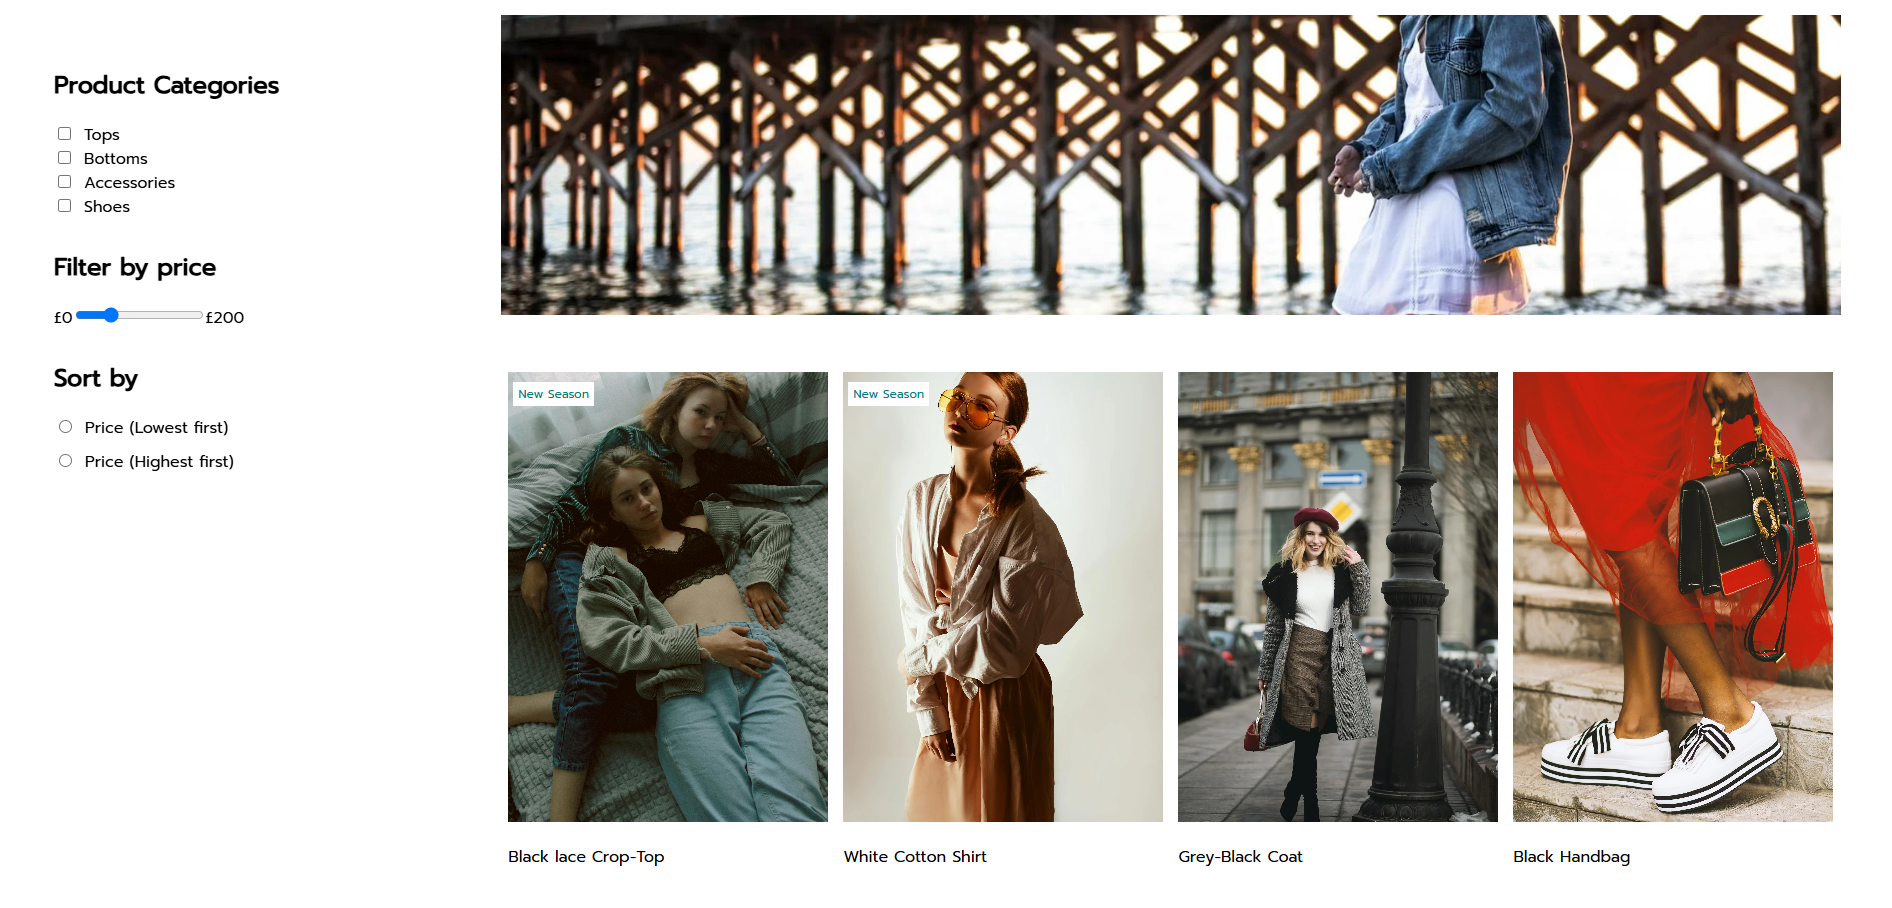 Product Categories
Tops
Bottoms
Accessories
Shoes
Filter by price
£0 £200
Sort by
Price (Lowest first)
Price (Highest first)
New Season
New Season
Black lace Crop-Top
White Cotton Shirt
Grey-Black Coat
Black Handbag